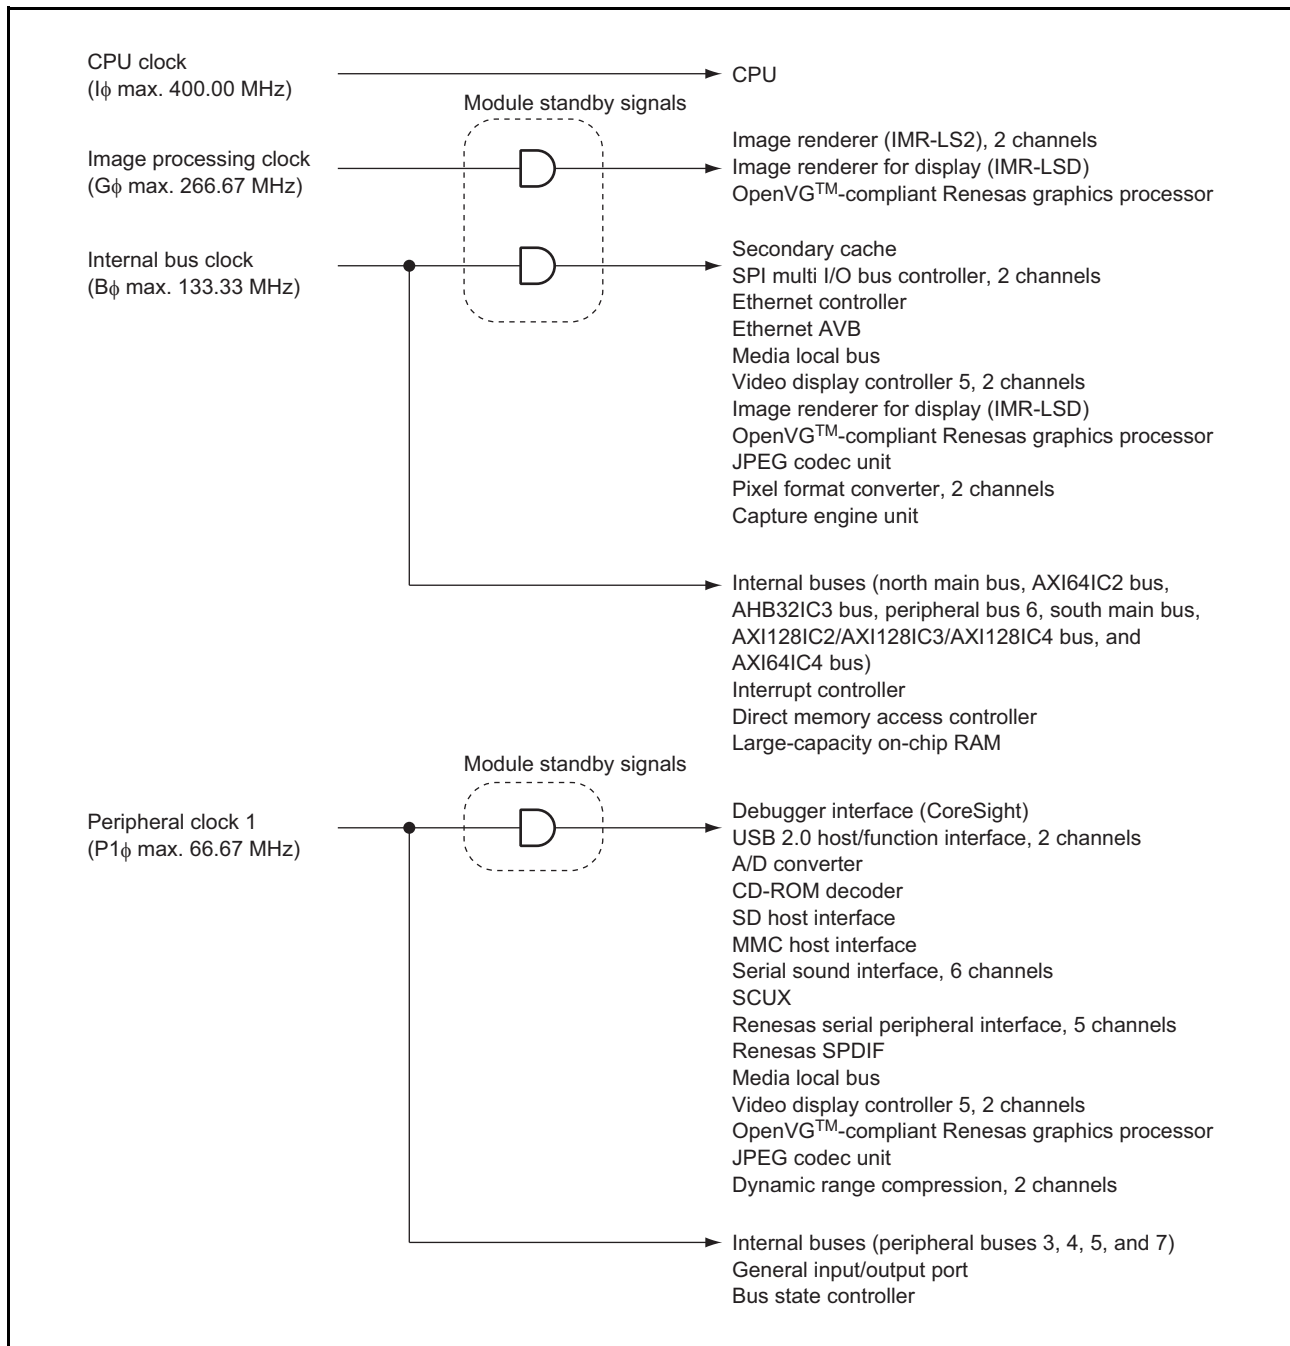 CPU clock
(Iϕ max. 400.00 MHz)
CPU
Module standby signals
Image processing clock
(Gϕ max. 266.67 MHz)
Image renderer (IMR-LS2), 2 channels
Image renderer for display (IMR-LSD)
OpenVG™-compliant Renesas graphics processor
Internal bus clock
(Bϕ max. 133.33 MHz)
Secondary cache
SPI multi I/O bus controller, 2 channels
Ethernet controller
Ethernet AVB
Media local bus
Video display controller 5, 2 channels
Image renderer for display (IMR-LSD)
OpenVG™-compliant Renesas graphics processor
JPEG codec unit
Pixel format converter, 2 channels
Capture engine unit
Internal buses (north main bus, AXI64IC2 bus,
AHB32IC3 bus, peripheral bus 6, south main bus,
AXI128IC2/AXI128IC3/AXI128IC4 bus, and
AXI64IC4 bus)
Interrupt controller
Direct memory access controller
Large-capacity on-chip RAM
Module standby signals
Peripheral clock 1
(P1ϕ max. 66.67 MHz)
Debugger interface (CoreSight)
USB 2.0 host/function interface, 2 channels
A/D converter
CD-ROM decoder
SD host interface
MMC host interface
Serial sound interface, 6 channels
SCUX
Renesas serial peripheral interface, 5 channels
Renesas SPDIF
Media local bus
Video display controller 5, 2 channels
OpenVG™-compliant Renesas graphics processor
JPEG codec unit
Dynamic range compression, 2 channels
Internal buses (peripheral buses 3, 4, 5, and 7)
General input/output port
Bus state controller